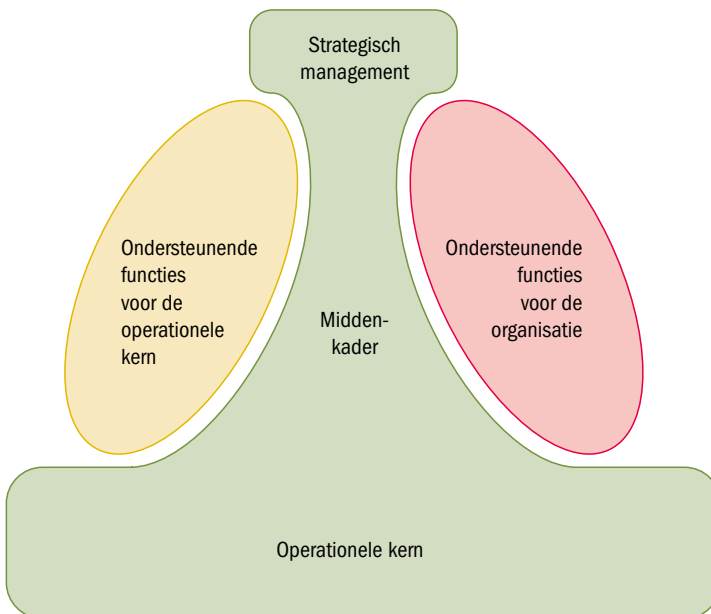 Strategisch
management
Ondersteunende
functies
voor de
operationele
kern
Ondersteunende
functies
voor de
organisatie
Midden-
kader
Operationele kern